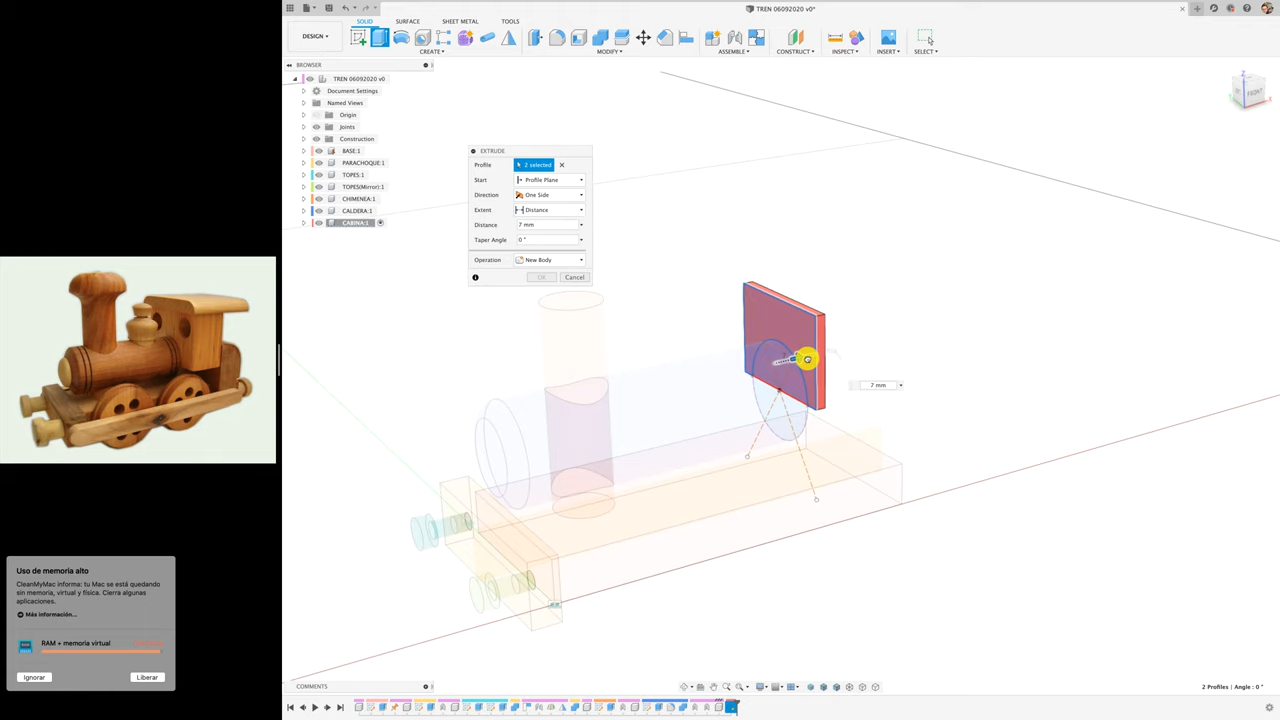 TREN 06092020 v0*
SOLID
SURFACE
SHEET METAL
TOOLS
DESIGN
CREATE
MODIFY
ASSEMBLE
CONSTRUCT
INSPECT
INSERT
SELECT
BROWSER
TREN 06092020 v0
Document Settings
Named Views
Origin
Joints
Construction
BASE:1
PARACHOQUE:1
TOPES:1
TOPES(Mirror):1
CHIMENEA:1
CALDERA:1
CABINA:1
EXTRUDE
Profile
2 selected
Start
Profile Plane
Direction
One Side
Extent
Distance
Distance
7 mm
Taper Angle
0 °
Operation
New Body
OK
Cancel
FRONT
Z
X
7 mm
Uso de memoria alto
CleanMyMac informa: tu Mac se está quedando
sin memoria, virtual y física. Cierra algunas
aplicaciones.
Más información...
RAM + memoria virtual
Ignorar
Liberar
COMMENTS
2 Profiles | Angle : 0 °